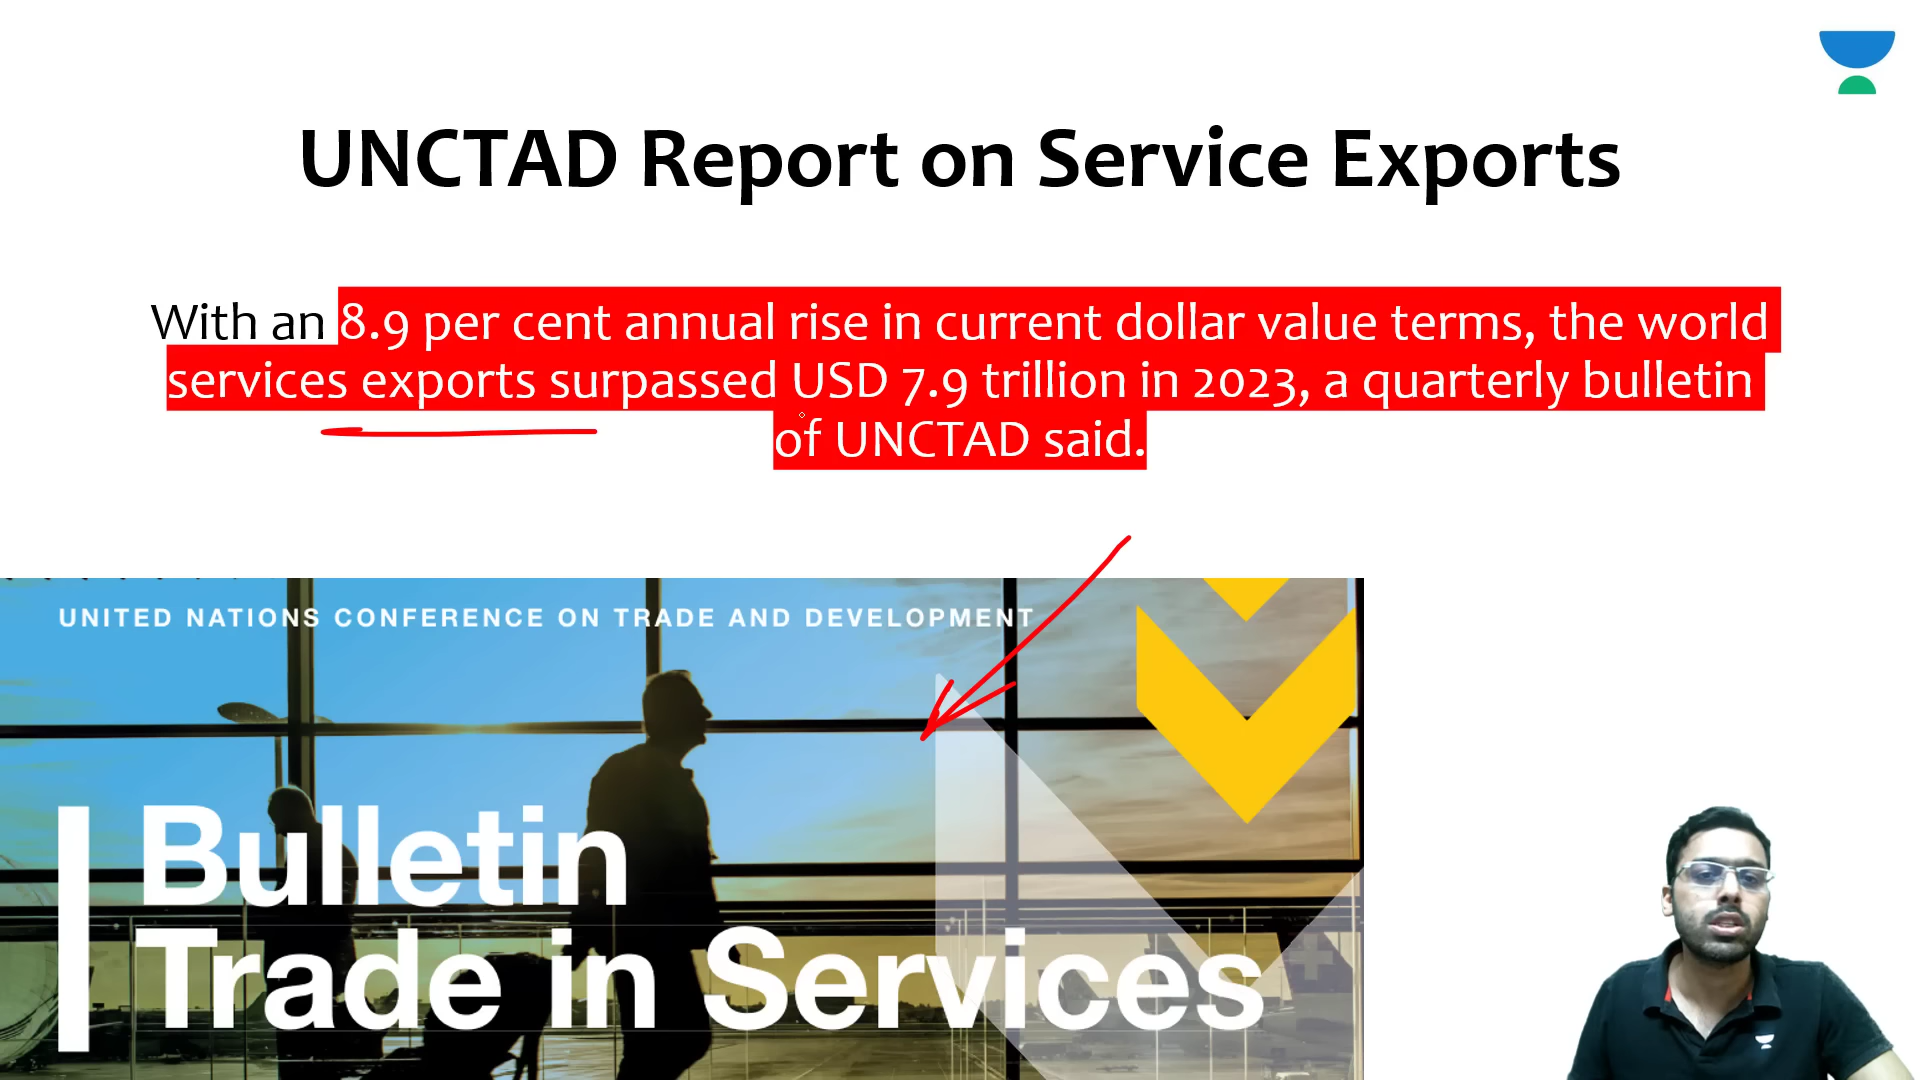 UNCTAD Report on Service Exports
With an 8.9 per cent annual rise in current dollar value terms, the world
services exports surpassed USD 7.9 trillion in 2023, a quarterly bulletin
of UNCTAD said.
UNITED NATIONS CONFERENCE ON TRADE AND DEVELOPMENT
Bulletin
Trade in Services